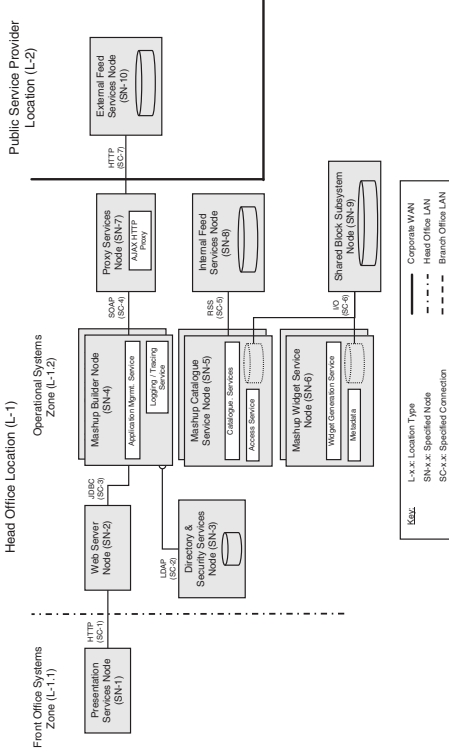 Head Office Location (L-1)
Public Service Provider
Location (L-2)
Front Office Systems
Zone (L-1.1)
Operational Systems
Zone (L-1.2)
Presentation
Services Node
(SN-1)
HTTP
(SC-1)
Web Server
Node (SN-2)
JDBC
(SC-3)
Directory &
Security Services
Node (SN-3)
LDAP
(SC-2)
Mashup Builder Node
(SN-4)
Application Mgmt. Service
Logging / Tracing
Service
SOAP
(SC-4)
Proxy Services
Node (SN-7)
AJAX HTTP
Proxy
HTTP
(SC-7)
External Feed
Services Node
(SN-10)
Mashup Catalogue
Service Node (SN-5)
Catalogue. Services
Access Service
RSS
(SC-5)
Internal Feed
Services Node
(SN-8)
Mashup Widget Service
Node (SN-6)
Widget Generation Service
Metadata
I/O
(SC-6)
Shared Block Subsystem
Node (SN-9)
Key:
L-x.x: Location Type
SN-x.x: Specified Node
SC-x.x: Specified Connection
Corporate WAN
Head Office LAN
Branch Office LAN